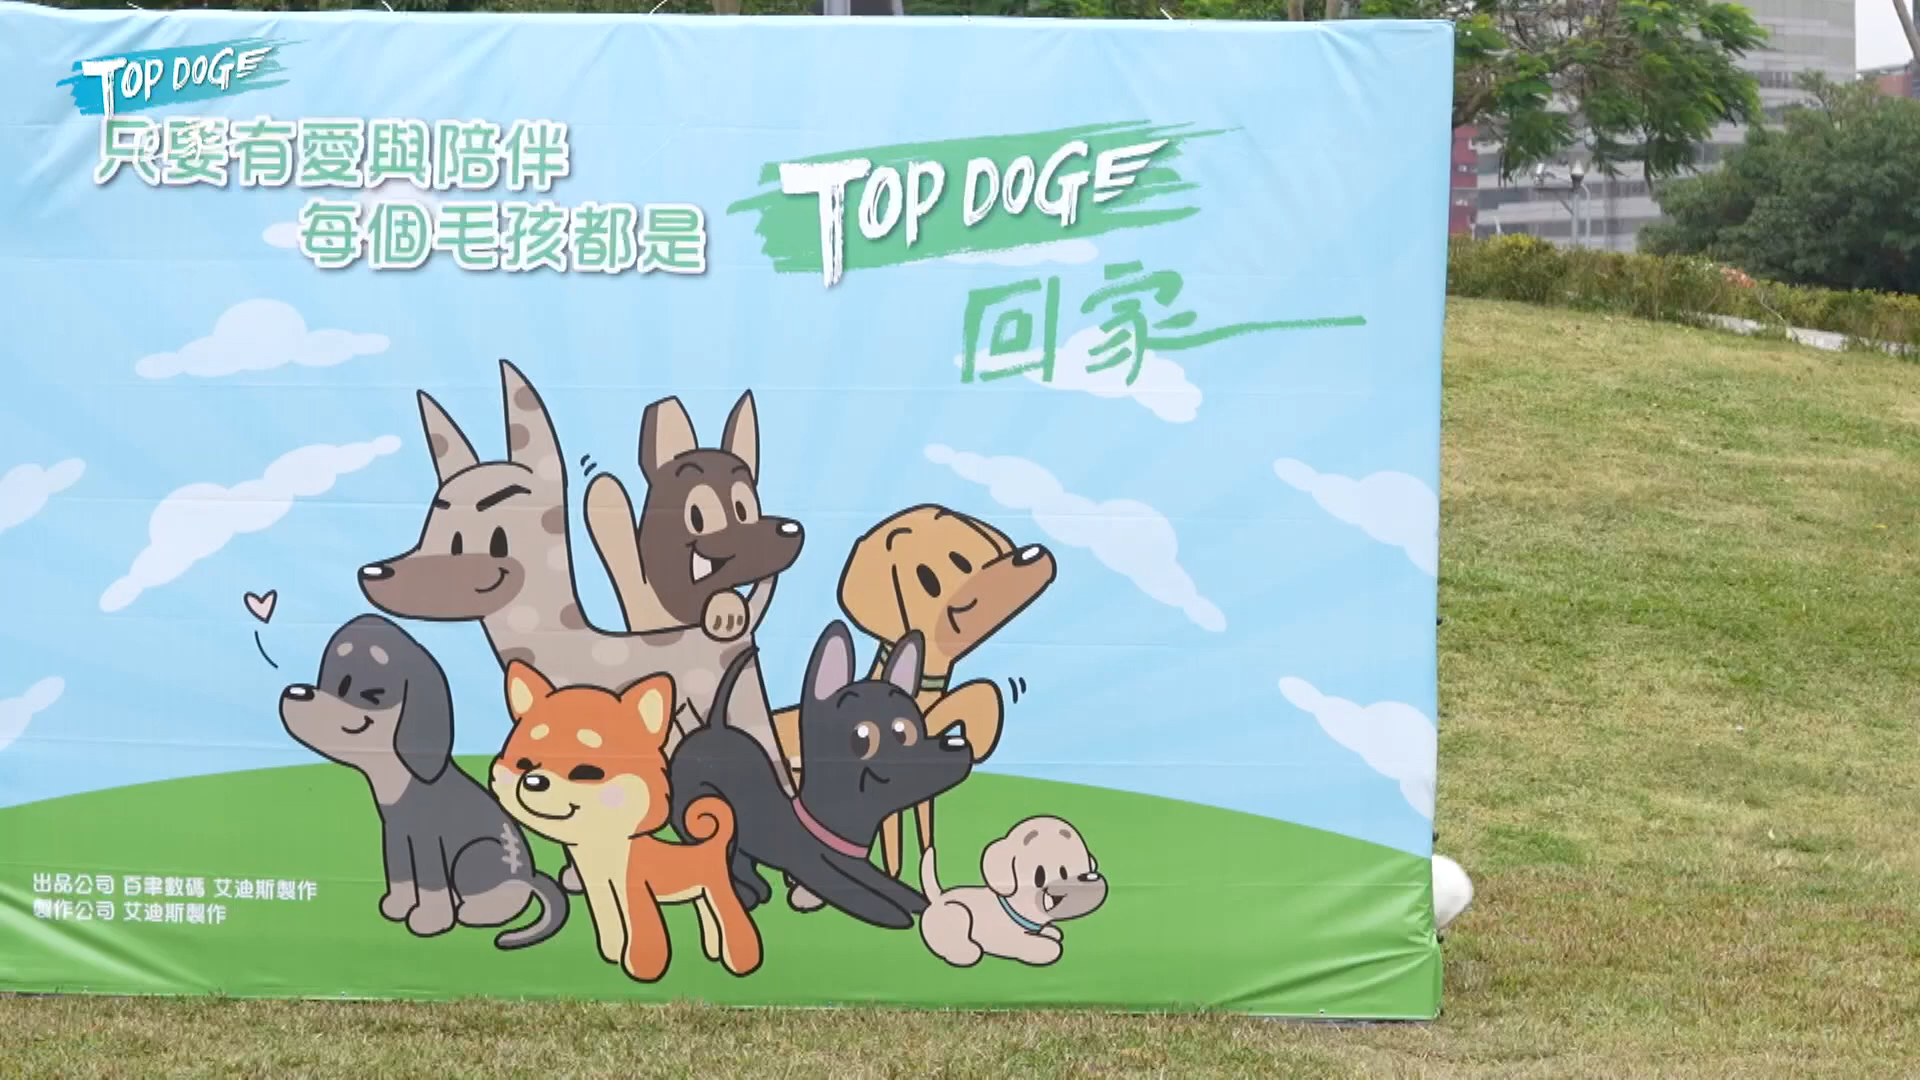 TOP DOGE
只要有愛與陪伴
每個毛孩都是
TOP DOGE
回家
出品公司 百聿數碼 艾迪斯製作
製作公司 艾迪斯製作